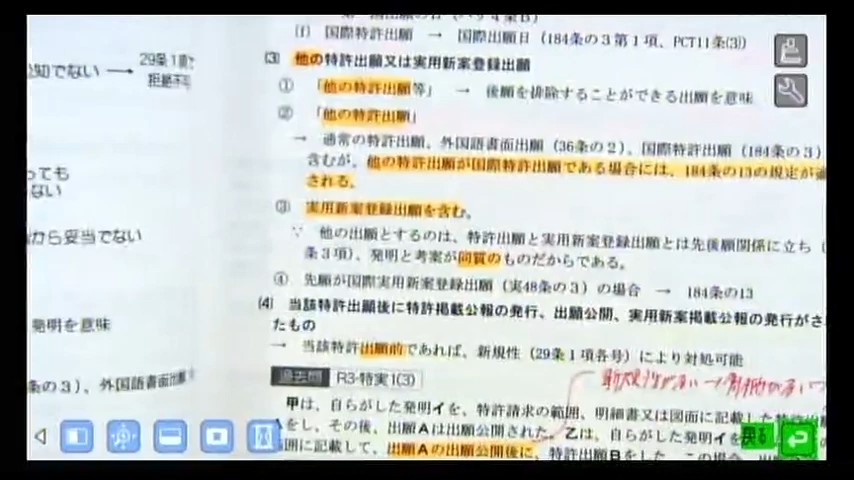 (f) 国際特許出願 → 国際出願日(184条の3第1項、PCT11条(3))
(3) 他の特許出願又は実用新案登録出願
① 「他の特許出願等」 → 後願を排除することができる出願を意味
② 「他の特許出願」
→ 通常の特許出願、外国語書面出願(36条の2)、国際特許出願(184条の3)
含むが、他の特許出願が国際特許出願である場合には、184条の13の規定が適
される。
③ 実用新案登録出願を含む。
∵ 他の出願とするのは、特許出願と実用新案登録出願とは先後願関係に立ち(
条3項)、発明と考案が同質のものだからである。
④ 先願が国際実用新案登録出願(実48条の3)の場合 → 184条の13
(4) 当該特許出願後に特許掲載公報の発行、出願公開、実用新案掲載公報の発行がさ
たもの
→ 当該特許出願前であれば、新規性(29条1項各号)により対処可能
過去問 R3-特実1(3)
甲は、自らがした発明イを、特許請求の範囲、明細書又は図面に記載した特許出
をし、その後、出願Aは出願公開された。乙は、自らがした発明イを
囲に記載して、出願Aの出願公開後に、特許出願Bをした。この場合、出
知でない → 29条1項
拒絶
っても
ない
から妥当でない
発明を意味
条の3)、外国語書面出
戻る